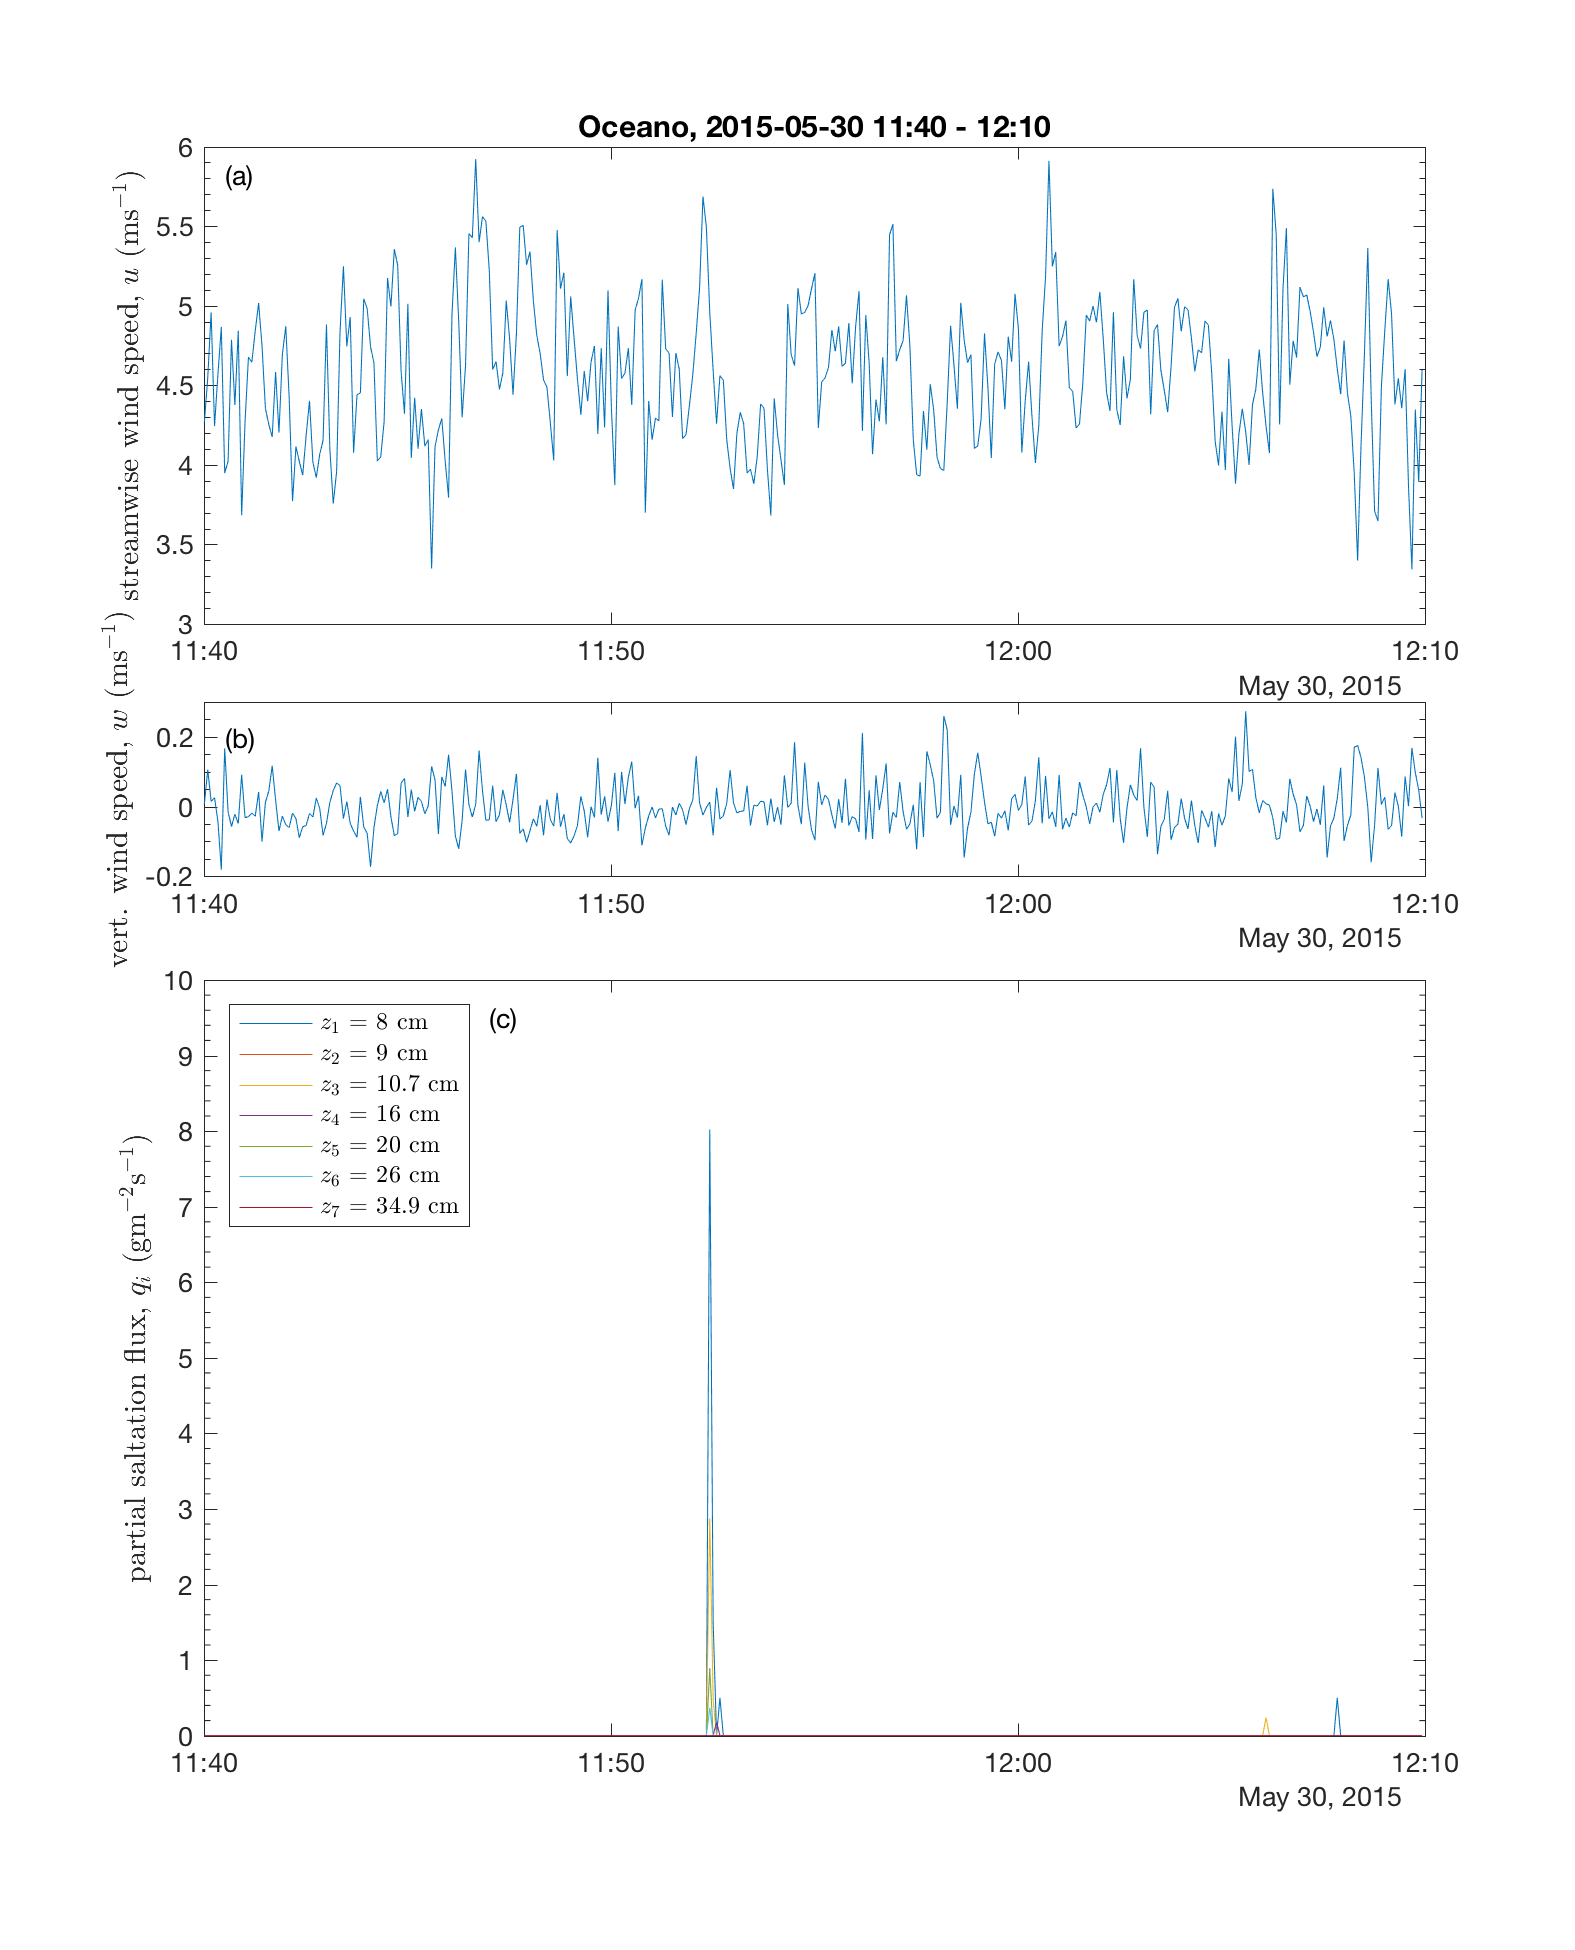 Oceano, 2015-05-30 11:40 - 12:10
(a)
streamwise wind speed, u (ms⁻¹)
6
5.5
5
4.5
4
3.5
3
11:40 11:50 12:00 12:10
May 30, 2015
(b)
vert. wind speed, w (ms⁻¹)
0.2
0
-0.2
11:40 11:50 12:00 12:10
May 30, 2015
(c)
partial saltation flux, qᵢ (gm⁻²s⁻¹)
10
9
8
7
6
5
4
3
2
1
0
z₁ = 8 cm
z₂ = 9 cm
z₃ = 10.7 cm
z₄ = 16 cm
z₅ = 20 cm
z₆ = 26 cm
z₇ = 34.9 cm
11:40 11:50 12:00 12:10
May 30, 2015